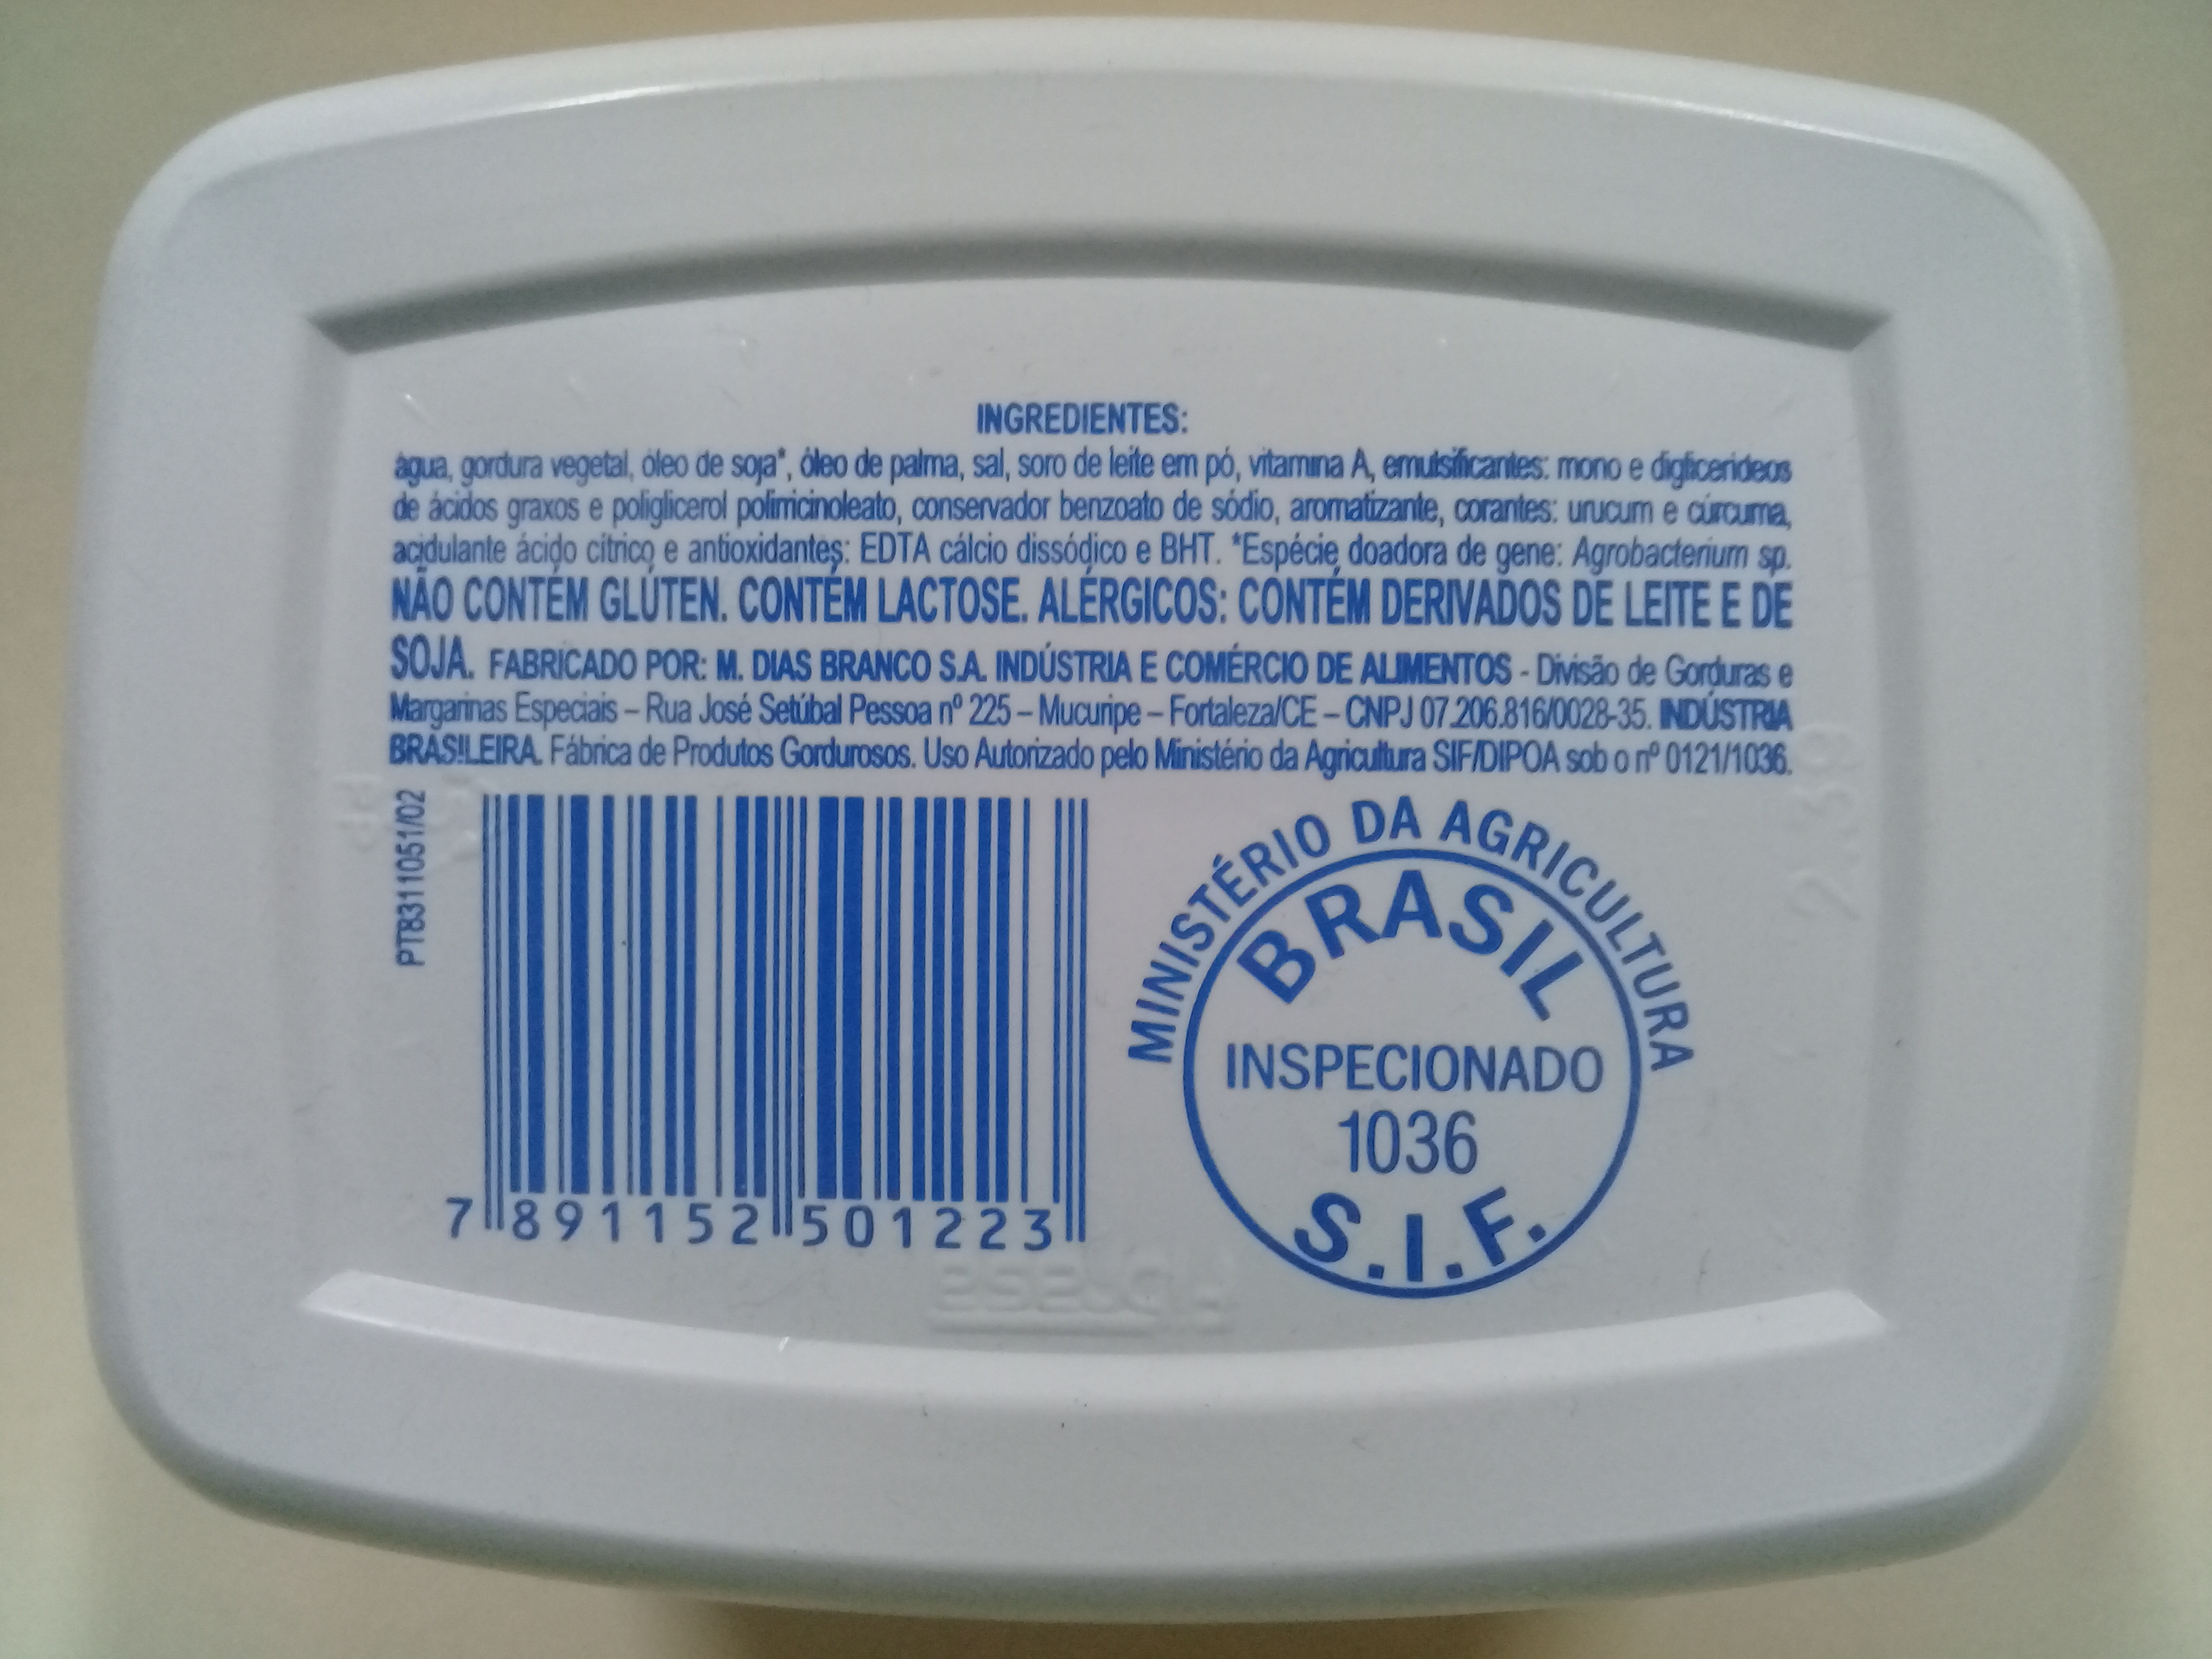 INGREDIENTES:
água, gordura vegetal, óleo de soja*, óleo de palma, sal, soro de leite em pó, vitamina A, emulsificantes: mono e diglicerídeos
de ácidos graxos e poliglicerol polirricinoleato, conservador benzoato de sódio, aromatizante, corantes: urucum e cúrcuma,
acidulante ácido cítrico e antioxidantes: EDTA cálcio dissódico e BHT. *Espécie doadora de gene: Agrobacterium sp.
NÃO CONTÉM GLÚTEN. CONTÉM LACTOSE. ALÉRGICOS: CONTÉM DERIVADOS DE LEITE E DE
SOJA. FABRICADO POR: M. DIAS BRANCO S.A. INDÚSTRIA E COMÉRCIO DE ALIMENTOS - Divisão de Gorduras e
Margarinas Especiais – Rua José Setúbal Pessoa nº 225 – Mucuripe – Fortaleza/CE – CNPJ 07.206.816/0028-35. INDÚSTRIA
BRASILEIRA. Fábrica de Produtos Gordurosos. Uso Autorizado pelo Ministério da Agricultura SIF/DIPOA sob o nº 0121/1036.
PT8311051/02
7 891152 501223
MINISTÉRIO DA AGRICULTURA
BRASIL
INSPECIONADO
1036
S.I.F.